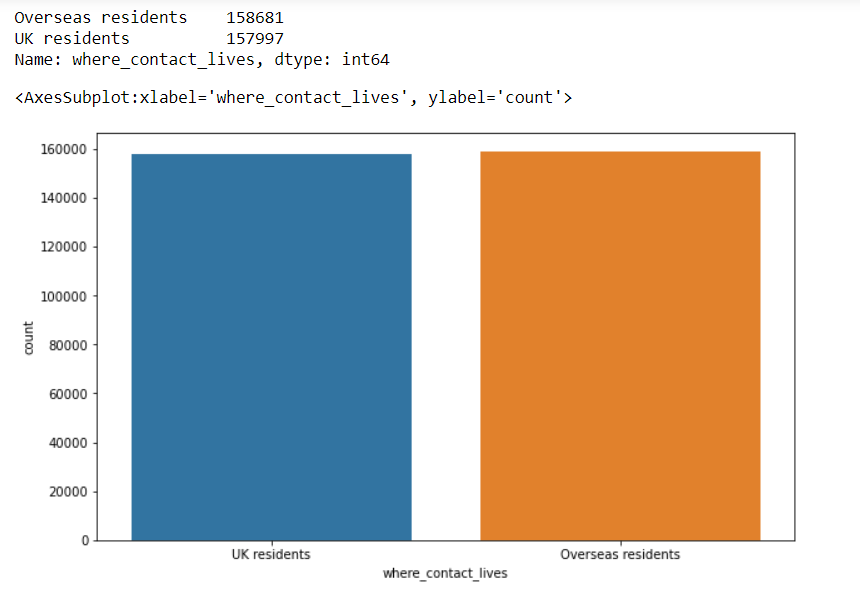 Overseas residents    158681
UK residents          157997
Name: where_contact_lives, dtype: int64
<AxesSubplot:xlabel='where_contact_lives', ylabel='count'>
160000
140000
120000
100000
80000
60000
40000
20000
0
count
UK residents
Overseas residents
where_contact_lives